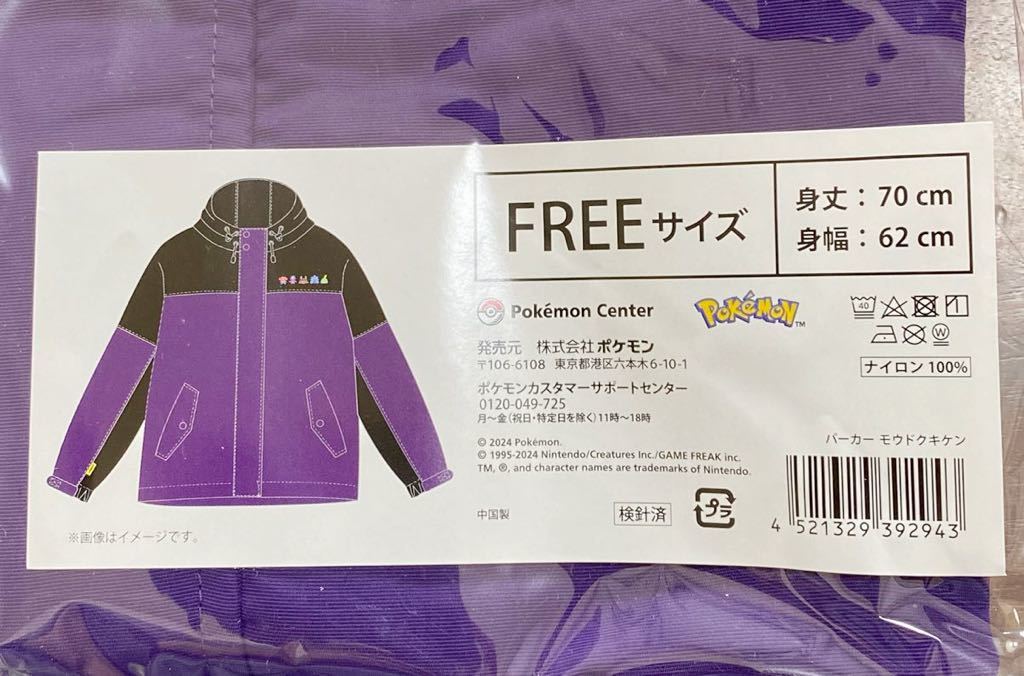 FREE サイズ
身丈：70 cm
身幅：62 cm
Pokémon Center
POKÉMON TM
40
W
発売元 株式会社ポケモン
〒106-6108 東京都港区六本木6-10-1
ナイロン 100%
ポケモンカスタマーサポートセンター
0120-049-725
月～金（祝日・特定日を除く）11時～18時
© 2024 Pokémon.
© 1995-2024 Nintendo/Creatures Inc./GAME FREAK inc.
TM, ®, and character names are trademarks of Nintendo.
パーカー モウドクキケン
中国製
検針済
プラ
4 521329 392943
※画像はイメージです。